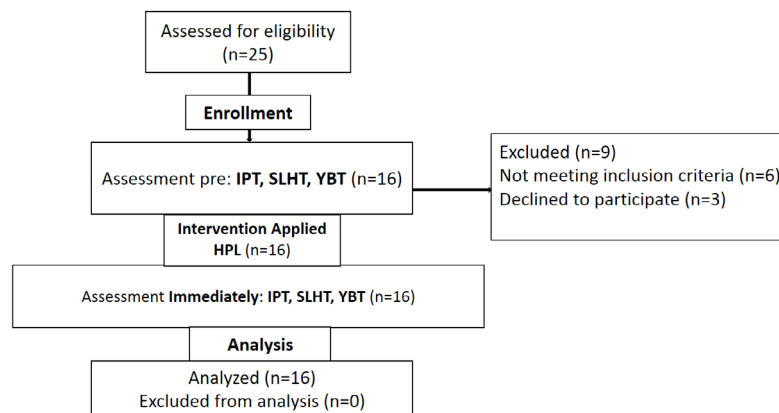 Assessed for eligibility
(n=25)
Enrollment
Assessment pre: IPT, SLHT, YBT (n=16)
Excluded (n=9)
Not meeting inclusion criteria (n=6)
Declined to participate (n=3)
Intervention Applied
HPL (n=16)
Assessment Immediately: IPT, SLHT, YBT (n=16)
Analysis
Analyzed (n=16)
Excluded from analysis (n=0)